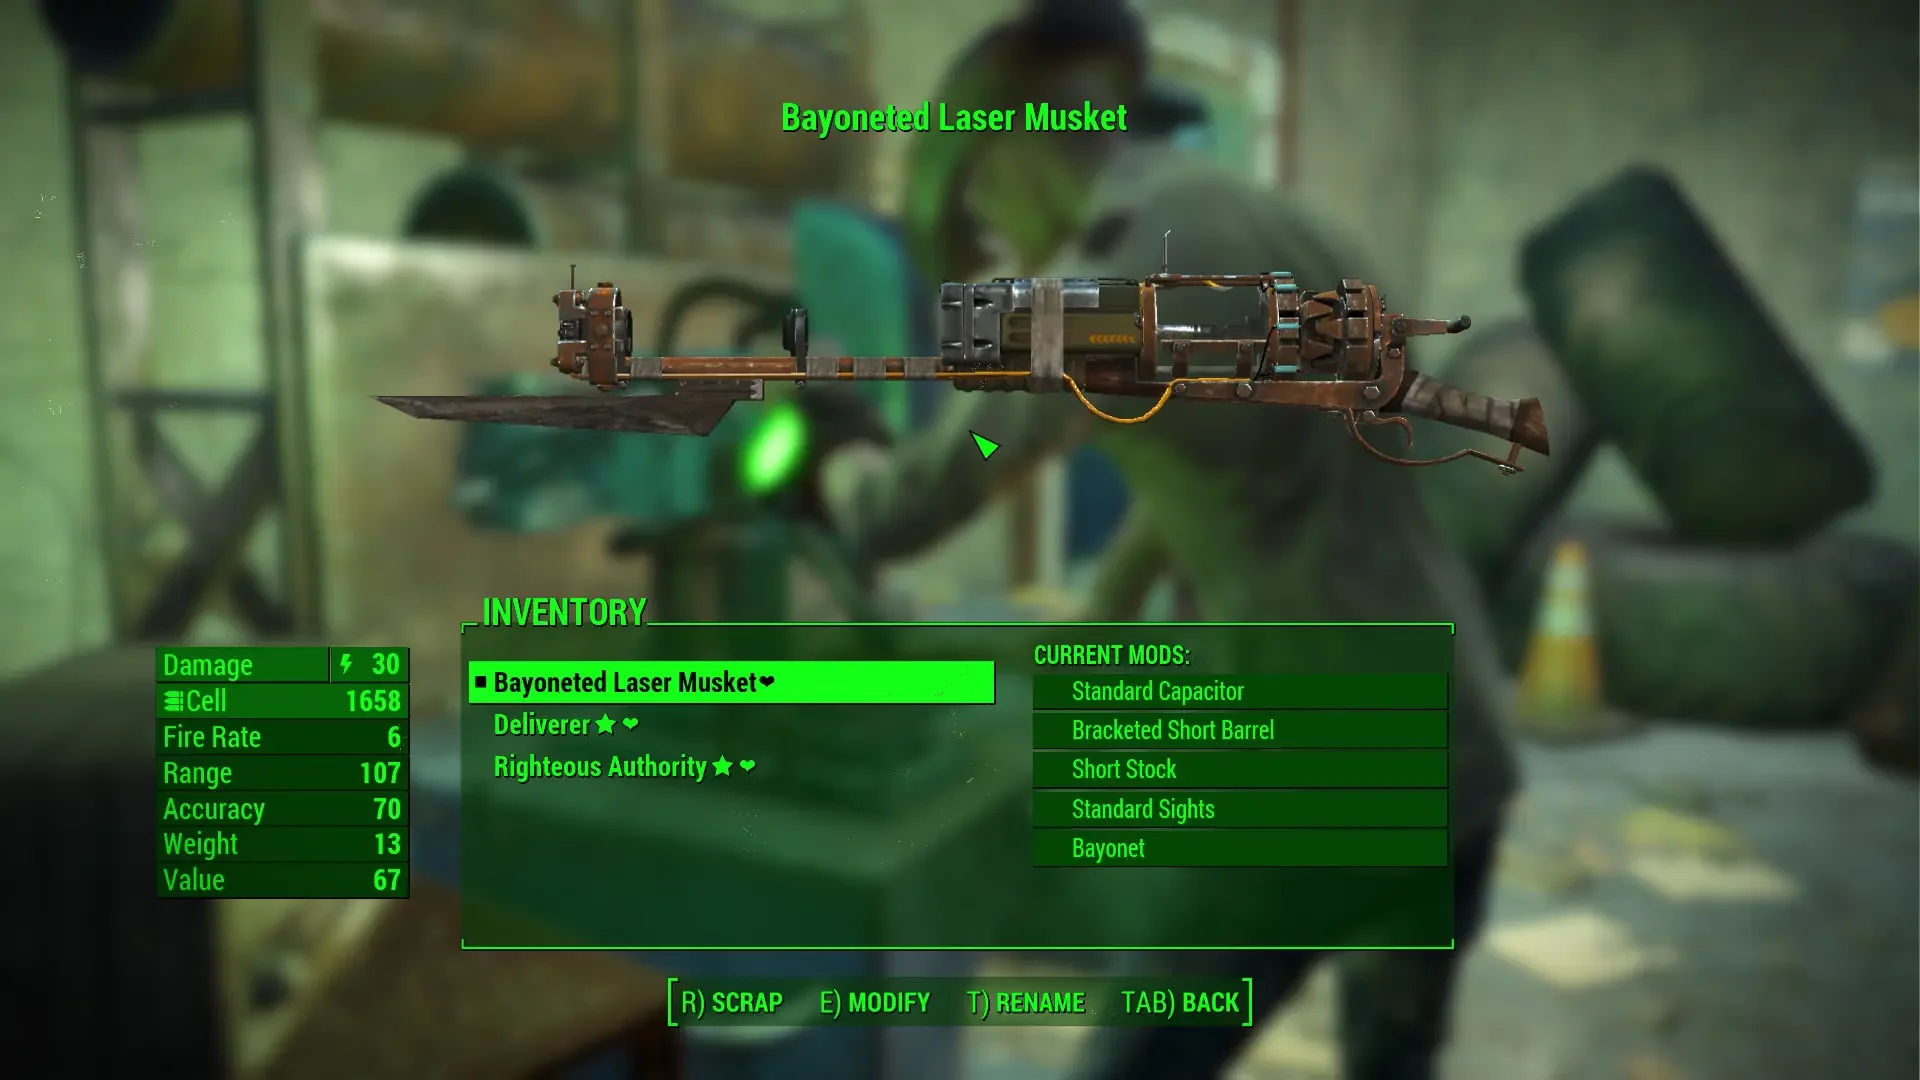 Bayoneted Laser Musket
INVENTORY
Damage 30
Cell 1658
Fire Rate 6
Range 107
Accuracy 70
Weight 13
Value 67
Bayoneted Laser Musket
Deliverer
Righteous Authority
CURRENT MODS:
Standard Capacitor
Bracketed Short Barrel
Short Stock
Standard Sights
Bayonet
R) SCRAP E) MODIFY T) RENAME TAB) BACK